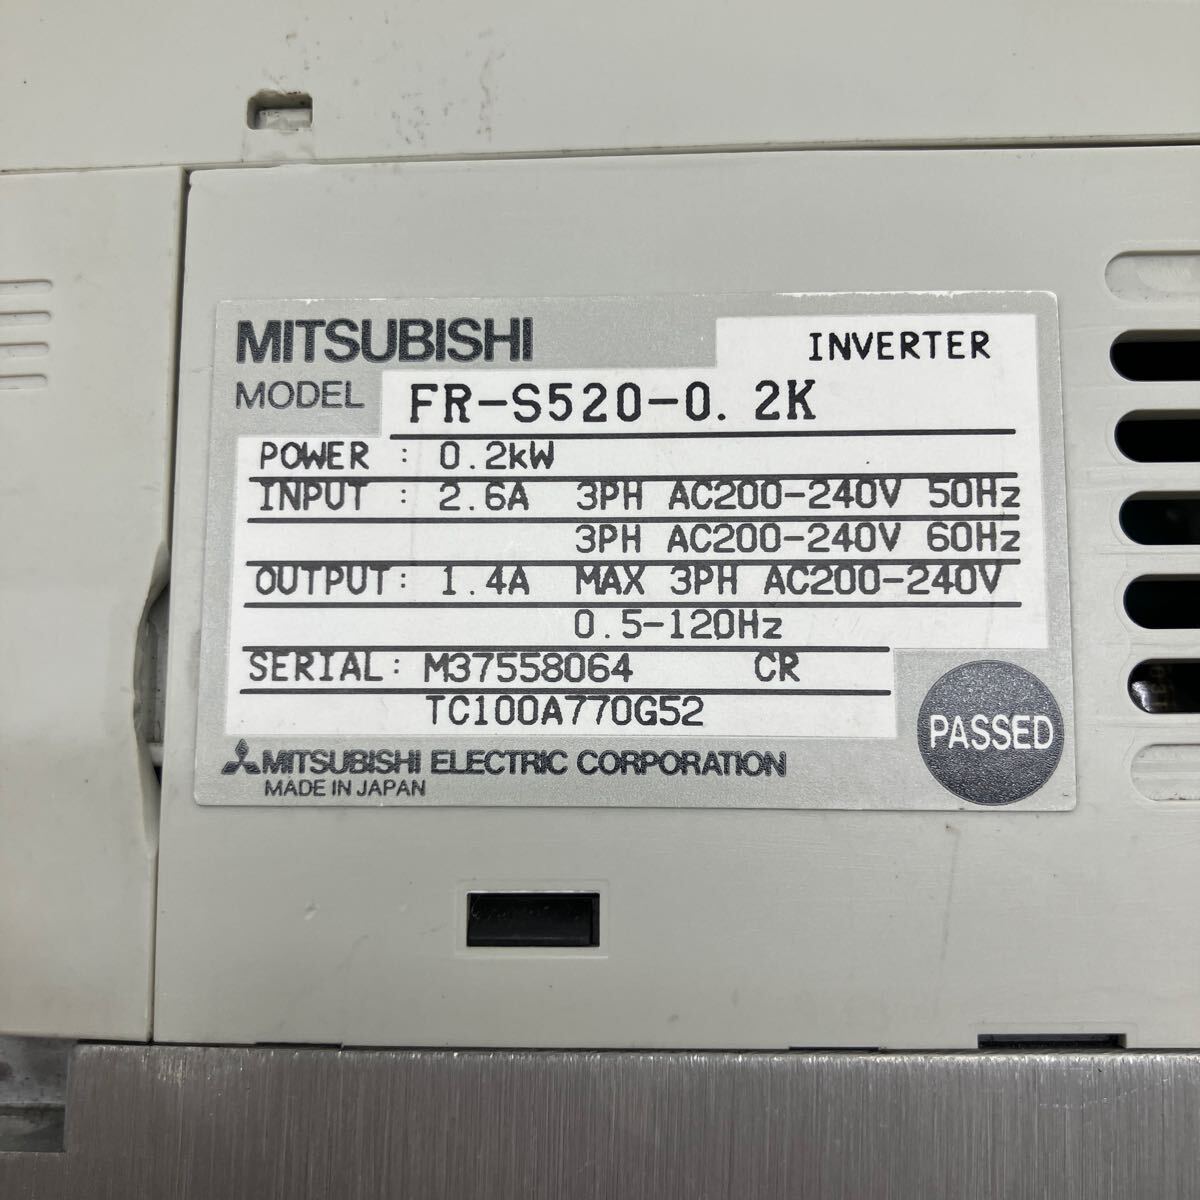 MITSUBISHI INVERTER
MODEL FR-S520-0.2K
POWER : 0.2kW
INPUT : 2.6A 3PH AC200-240V 50Hz
3PH AC200-240V 60Hz
OUTPUT: 1.4A MAX 3PH AC200-240V
0.5-120Hz
SERIAL: M37558064 CR
TC100A770G52
PASSED
MITSUBISHI ELECTRIC CORPORATION
MADE IN JAPAN